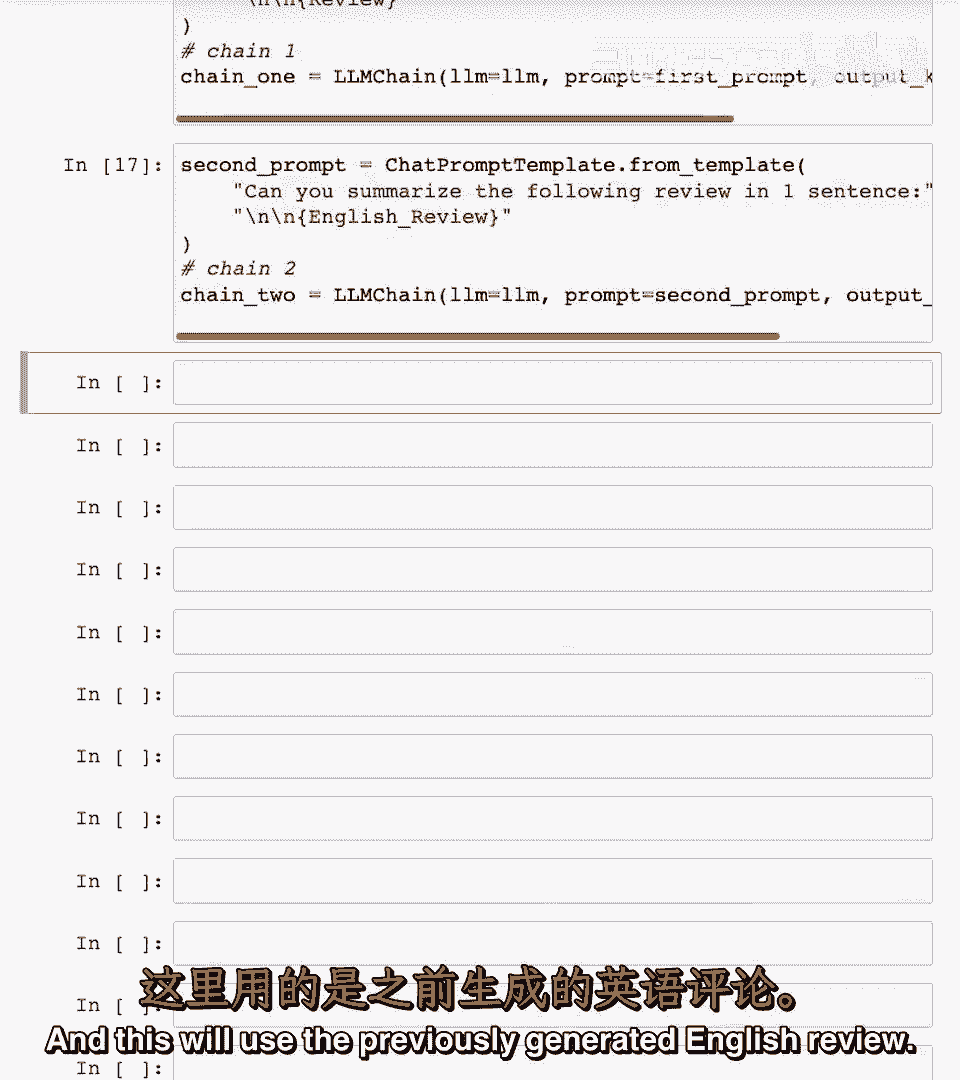 \n\n{Review}
)
# chain 1
chain_one = LLMChain(llm=llm, prompt=first_prompt, output_k
In [17]: second_prompt = ChatPromptTemplate.from_template(
"Can you summarize the following review in 1 sentence:"
"\n\n{English_Review}"
)
# chain 2
chain_two = LLMChain(llm=llm, prompt=second_prompt, output_
In [ ]:
In [ ]:
In [ ]:
In [ ]:
In [ ]:
In [ ]:
In [ ]:
In [ ]:
In [ ]:
In [ ]:
In [ ]:
这里用的是之前生成的英语评论。
And this will use the previously generated English review.
In [ ]: